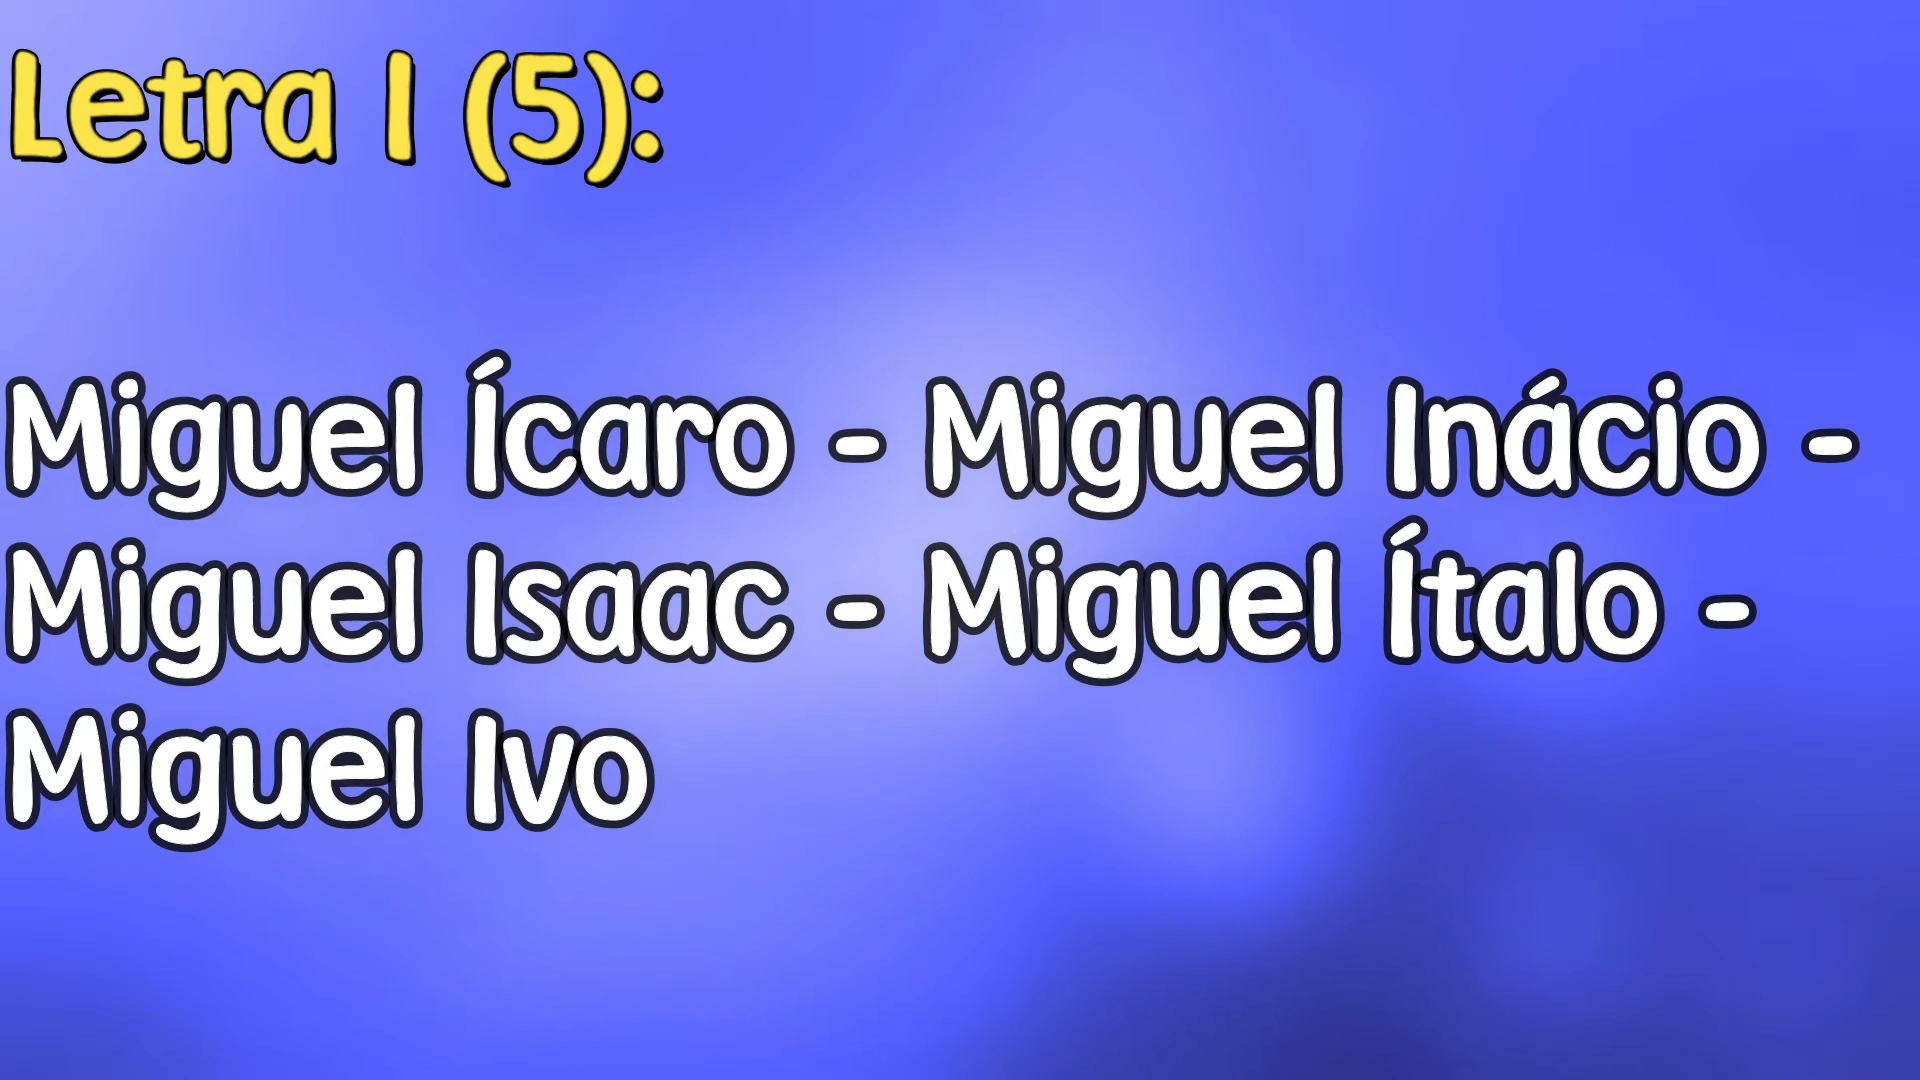 Letra I (5):
Miguel Ícaro - Miguel Inácio -
Miguel Isaac - Miguel Ítalo -
Miguel Ivo